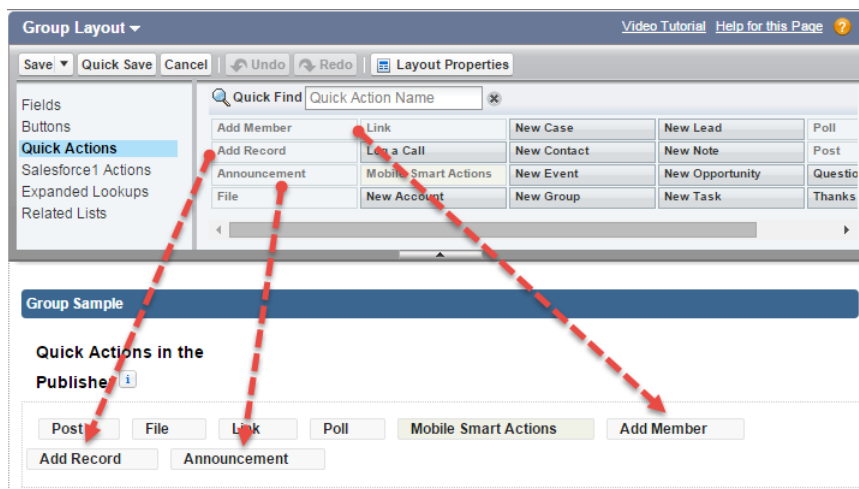 Group Layout
Video Tutorial Help for this Page ?
Save Quick Save Cancel Undo Redo Layout Properties
Fields
Buttons
Quick Actions
Salesforce1 Actions
Expanded Lookups
Related Lists
Quick Find Quick Action Name
Add Member Link New Case New Lead Poll
Add Record Log a Call New Contact New Note Post
Announcement Mobile Smart Actions New Event New Opportunity Questio
File New Account New Group New Task Thanks
Group Sample
Quick Actions in the
Publisher i
Post File Link Poll Mobile Smart Actions Add Member
Add Record Announcement